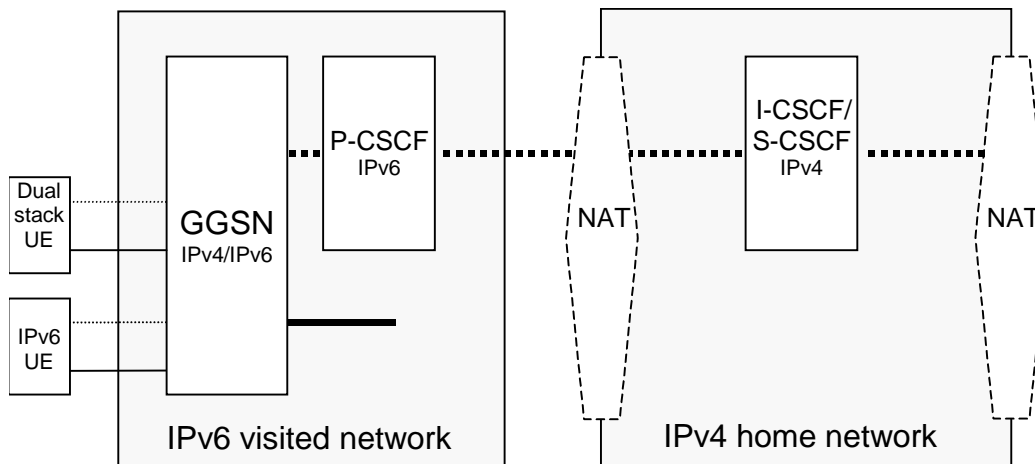 Dual
stack
UE
IPv6
UE
GGSN
IPv4/IPv6
P-CSCF
IPv6
IPv6 visited network
NAT
I-CSCF/
S-CSCF
IPv4
NAT
IPv4 home network